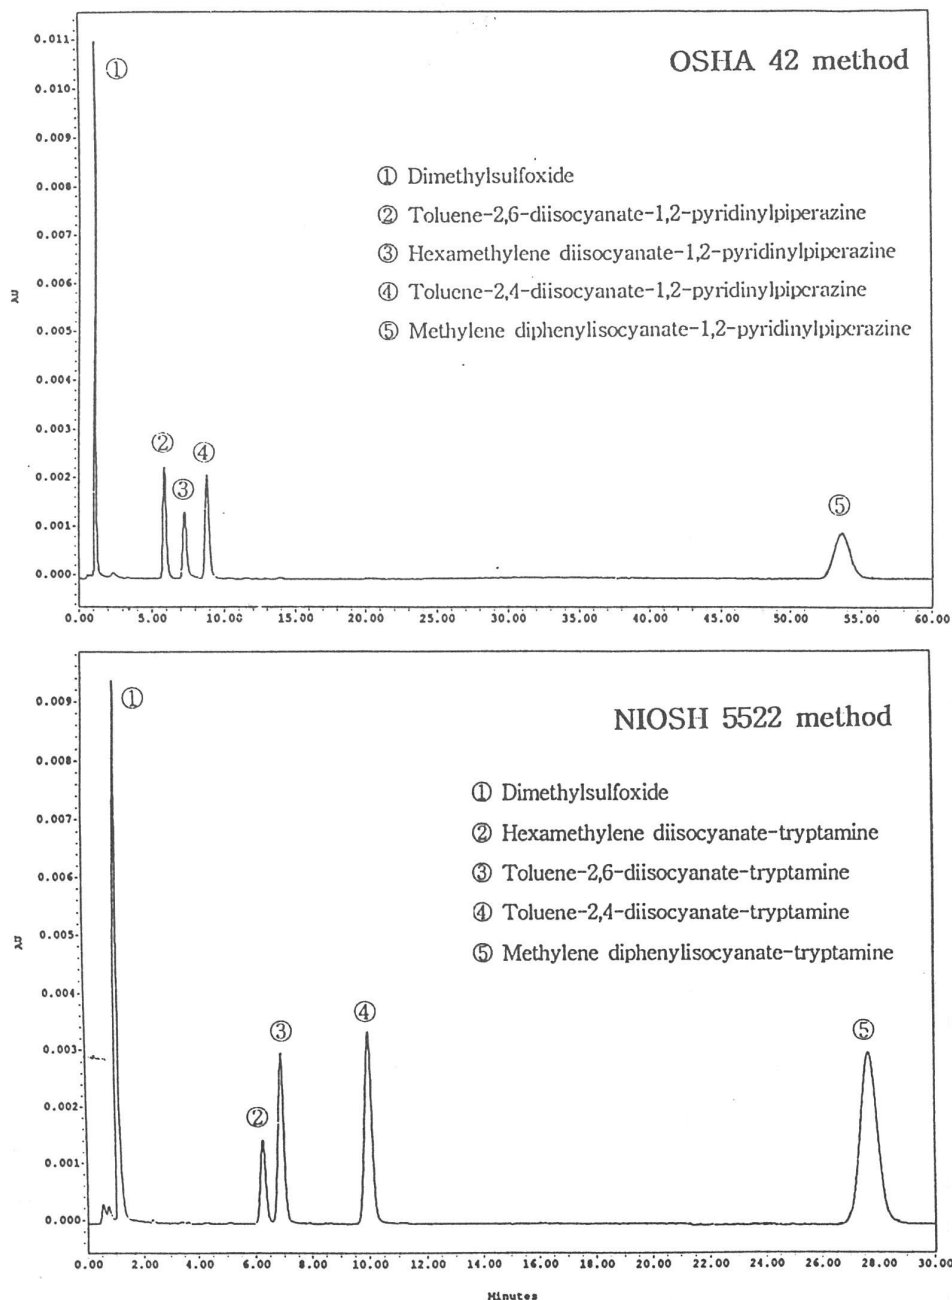 0.011
0.010
0.009
0.008
0.007
0.006
0.005
0.004
0.003
0.002
0.001
0.000
AU
OSHA 42 method
①
① Dimethylsulfoxide
② Toluene-2,6-diisocyanate-1,2-pyridinylpiperazine
③ Hexamethylene diisocyanate-1,2-pyridinylpiperazine
④ Toluene-2,4-diisocyanate-1,2-pyridinylpiperazine
⑤ Methylene diphenylisocyanate-1,2-pyridinylpiperazine
② ③ ④ ⑤
0.00 5.00 10.00 15.00 20.00 25.00 30.00 35.00 40.00 45.00 50.00 55.00 60.00
0.009
0.008
0.007
0.006
0.005
0.004
0.003
0.002
0.001
0.000
AU
①
NIOSH 5522 method
① Dimethylsulfoxide
② Hexamethylene diisocyanate-tryptamine
③ Toluene-2,6-diisocyanate-tryptamine
④ Toluene-2,4-diisocyanate-tryptamine
⑤ Methylene diphenylisocyanate-tryptamine
② ③ ④ ⑤
0.00 2.00 4.00 6.00 8.00 10.00 12.00 14.00 16.00 18.00 20.00 22.00 24.00 26.00 28.00 30.00
Minutes